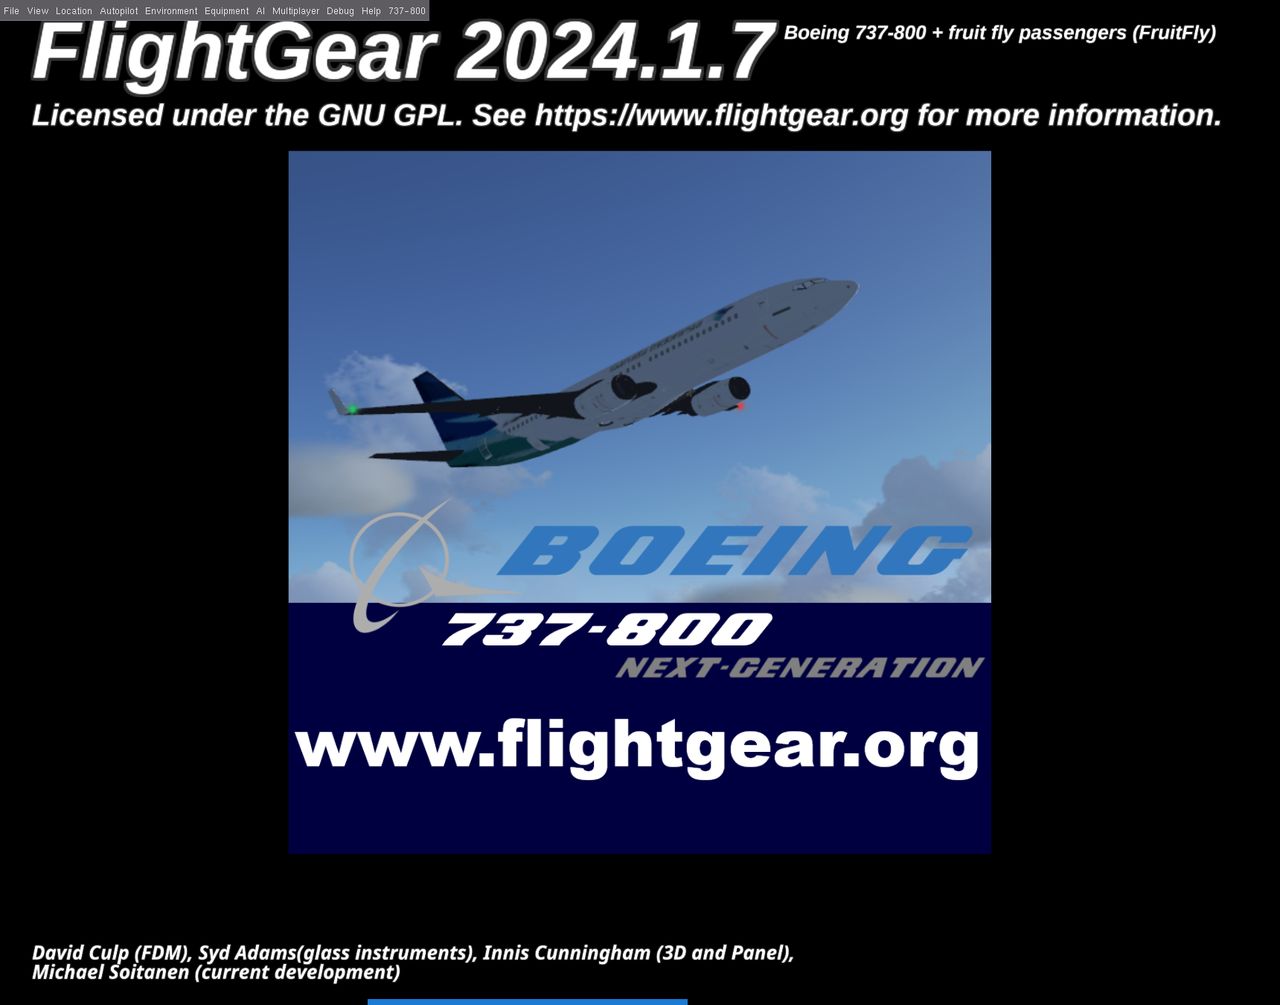 File View Location Autopilot Environment Equipment AI Multiplayer Debug Help 737-800
FlightGear 2024.1.7 Boeing 737-800 + fruit fly passengers (FruitFly)
Licensed under the GNU GPL. See https://www.flightgear.org for more information.
BOEING
737-800
NEXT-GENERATION
www.flightgear.org
David Culp (FDM), Syd Adams(glass instruments), Innis Cunningham (3D and Panel),
Michael Soitanen (current development)